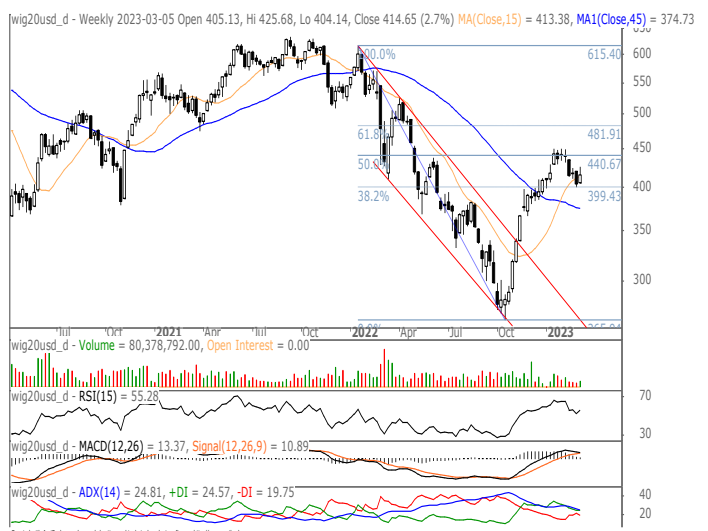 wig20usd_d - Weekly 2023-03-05 Open 405.13, Hi 425.68, Lo 404.14, Close 414.65 (2.7%) MA(Close,15) = 413.38, MA1(Close,45) = 374.73
600
550
500
450
400
350
300
100.0%
615.40
61.8%
481.91
50.0%
440.67
38.2%
399.43
0.0%
Jul
Oct
2021
Apr
Jul
Oct
2022
Apr
Jul
Oct
2023
wig20usd_d - Volume = 80,378,792.00, Open Interest = 0.00
wig20usd_d - RSI(15) = 55.28
70
30
wig20usd_d - MACD(12,26) = 13.37, Signal(12,26,9) = 10.89
wig20usd_d - ADX(14) = 24.81, +DI = 24.57, -DI = 19.75
40
20